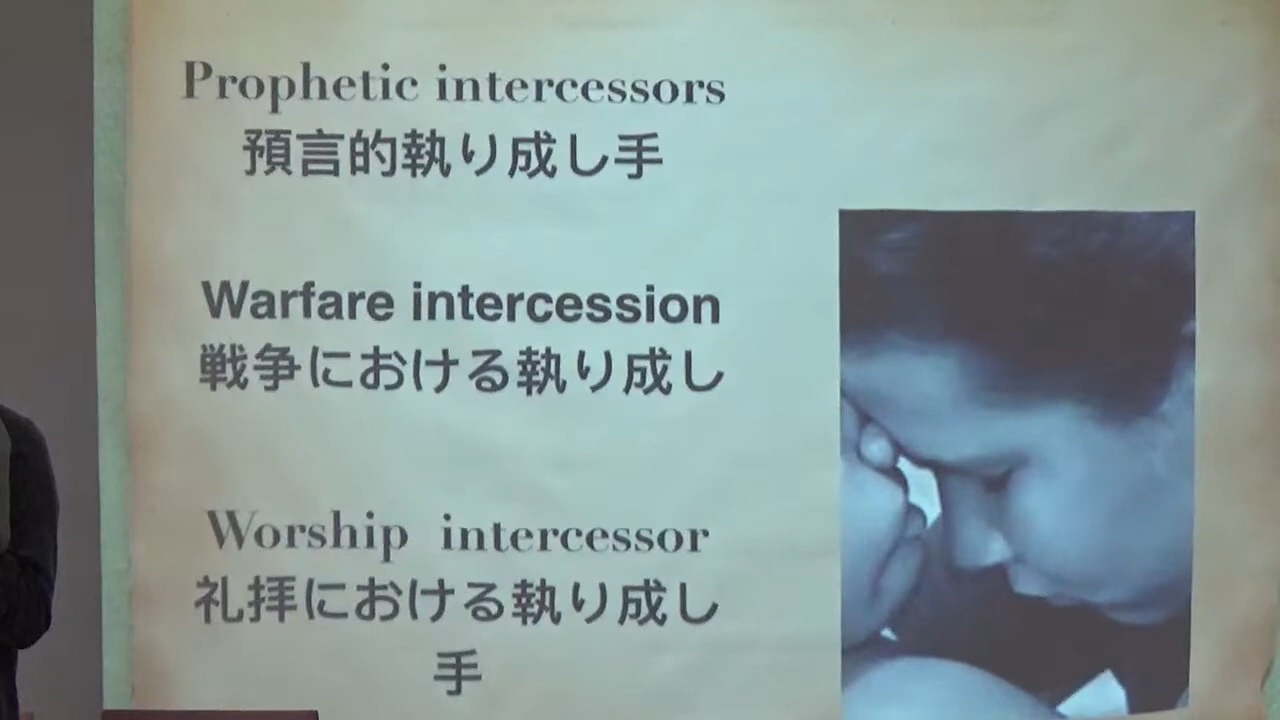 Prophetic intercessors
預言的執り成し手
Warfare intercession
戦争における執り成し
Worship intercessor
礼拝における執り成し
手